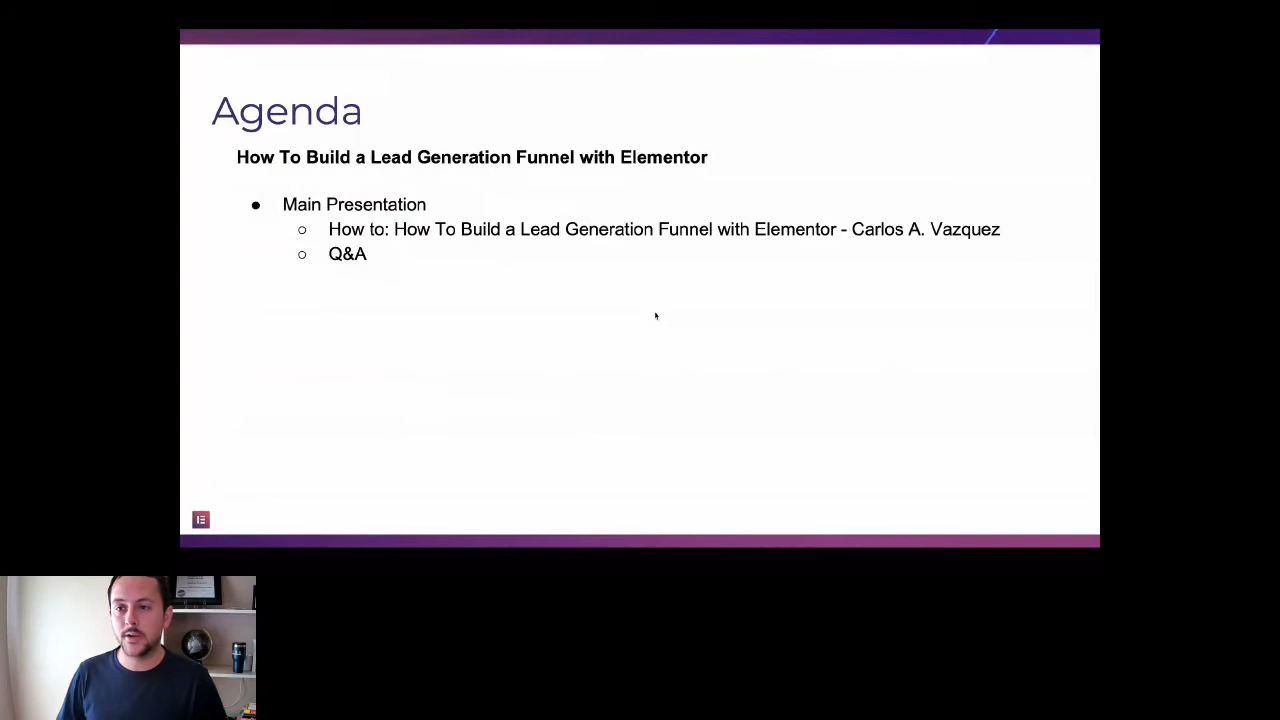 Agenda
How To Build a Lead Generation Funnel with Elementor
Main Presentation
How to: How To Build a Lead Generation Funnel with Elementor - Carlos A. Vazquez
Q&A